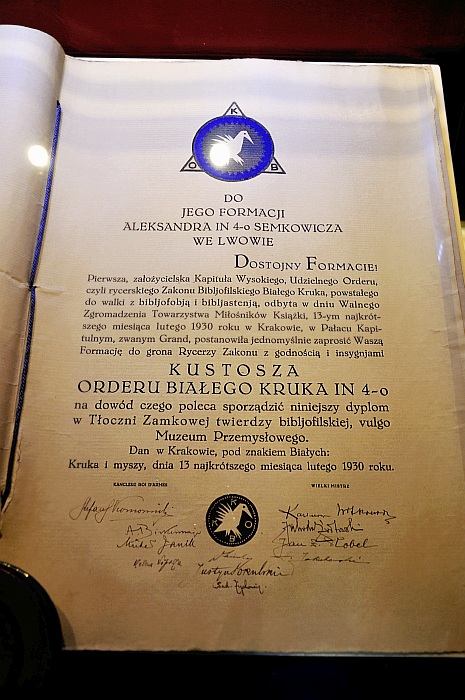 K
O B
DO
JEGO FORMACJI
ALEKSANDRA IN 4-o SEMKOWICZA
WE LWOWIE
DOSTOJNY FORMACIE!
Pierwsza, założycielska Kapituła Wysokiego, Udzielnego Orderu,
czyli rycerskiego Zakonu Bibljofilskiego Białego Kruka, powstałego
do walki z bibljofobją i bibljastenją, odbyta w dniu Walnego
Zgromadzenia Towarzystwa Miłośników Książki, 13-ym najkrót-
szego miesiąca lutego 1930 roku w Krakowie, w Pałacu Kapi-
tulnym, zwanym Grand, postanowiła jednomyślnie zaprosić Waszą
Formację do grona Rycerzy Zakonu z godnością i insygnjami
KUSTOSZA
ORDERU BIAŁEGO KRUKA IN 4-o
na dowód czego poleca sporządzić niniejszy dyplom
w Tłoczni Zamkowej twierdzy bibljofilskiej, vulgo
Muzeum Przemysłowego.
Dan w Krakowie, pod znakiem Białych:
Kruka i myszy, dnia 13 najkrótszego miesiąca lutego 1930 roku.
KANCLERZ ROI D'ARMES WIELKI MISTRZ
K
O B